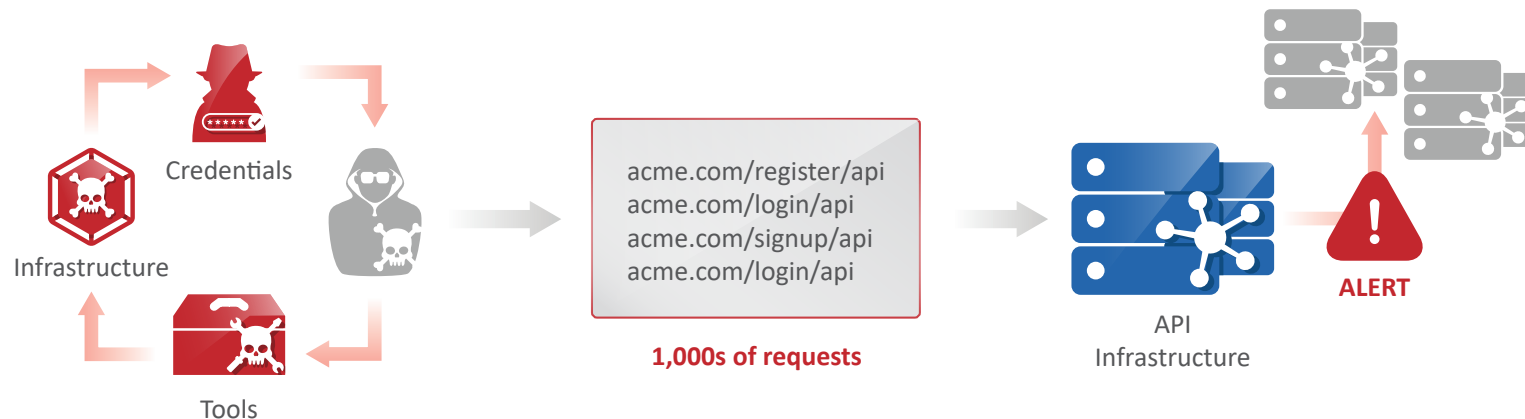 Credentials
Infrastructure
Tools
acme.com/register/api
acme.com/login/api
acme.com/signup/api
acme.com/login/api
1,000s of requests
API
Infrastructure
ALERT